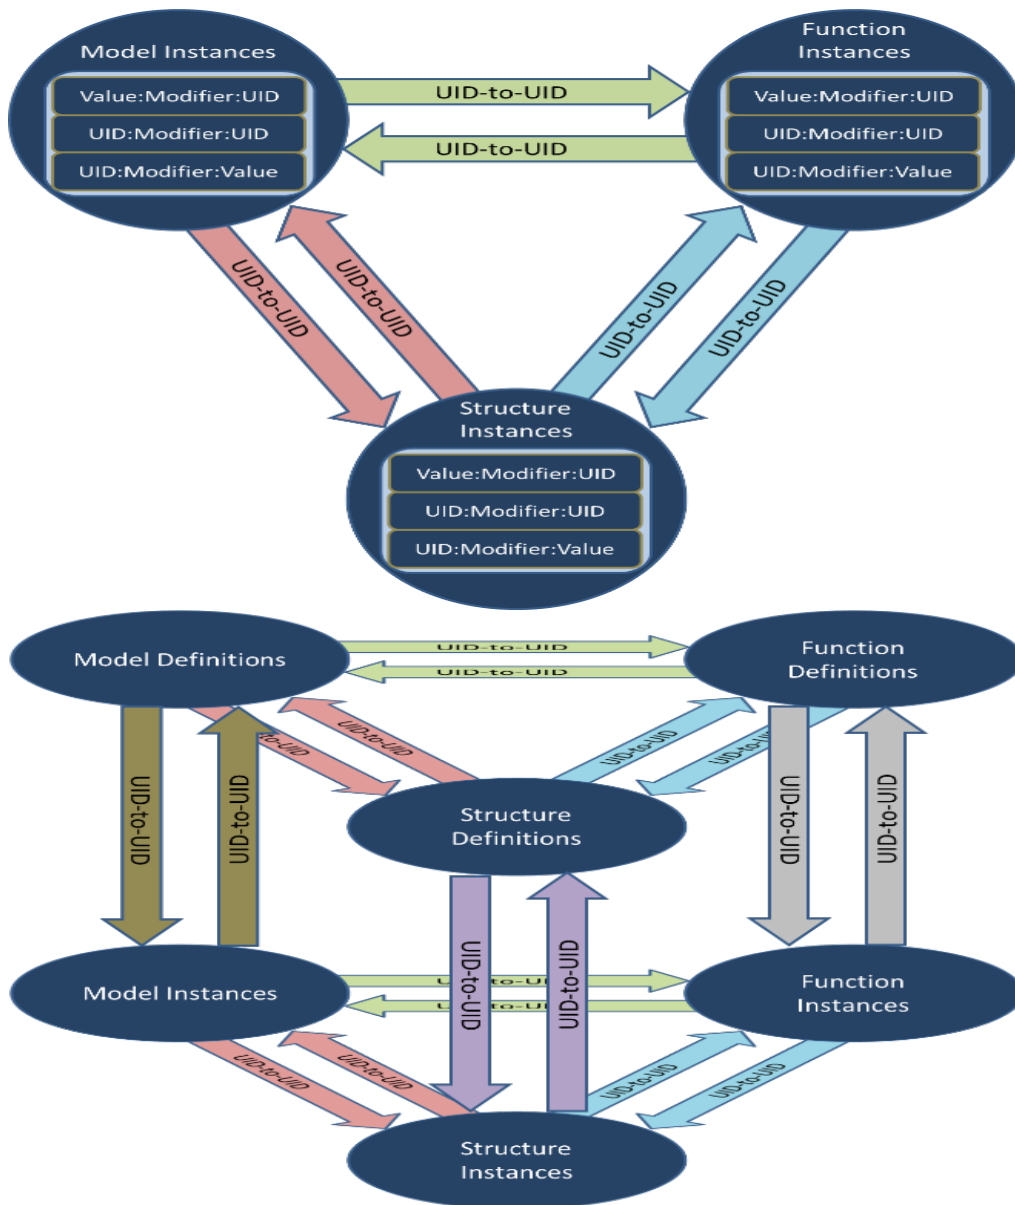 Model Instances
Value:Modifier:UID
UID:Modifier:UID
UID:Modifier:Value
Function
Instances
Value:Modifier:UID
UID:Modifier:UID
UID:Modifier:Value
UID-to-UID
UID-to-UID
UID-to-UID
UID-to-UID
UID-to-UID
UID-to-UID
Structure
Instances
Value:Modifier:UID
UID:Modifier:UID
UID:Modifier:Value
Model Definitions
UID-to-UID
UID-to-UID
Function
Definitions
-to-UID
UID-to-UID
UID-to-UID
UID-to-UID
Structure
Definitions
UID-to-UID
UID-to-UID
UID-to-UID
UID-to-UID
UID-to-UID
UID-to-UID
Model Instances
Function
Instances
UID-to-UID
UID-to-UID
UID-to-UID
UID-to-UID
Structure
Instances